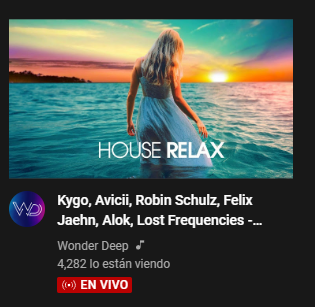 HOUSE RELAX
WD
Kygo, Avicii, Robin Schulz, Felix
Jaehn, Alok, Lost Frequencies -...
Wonder Deep
4,282 lo están viendo
EN VIVO